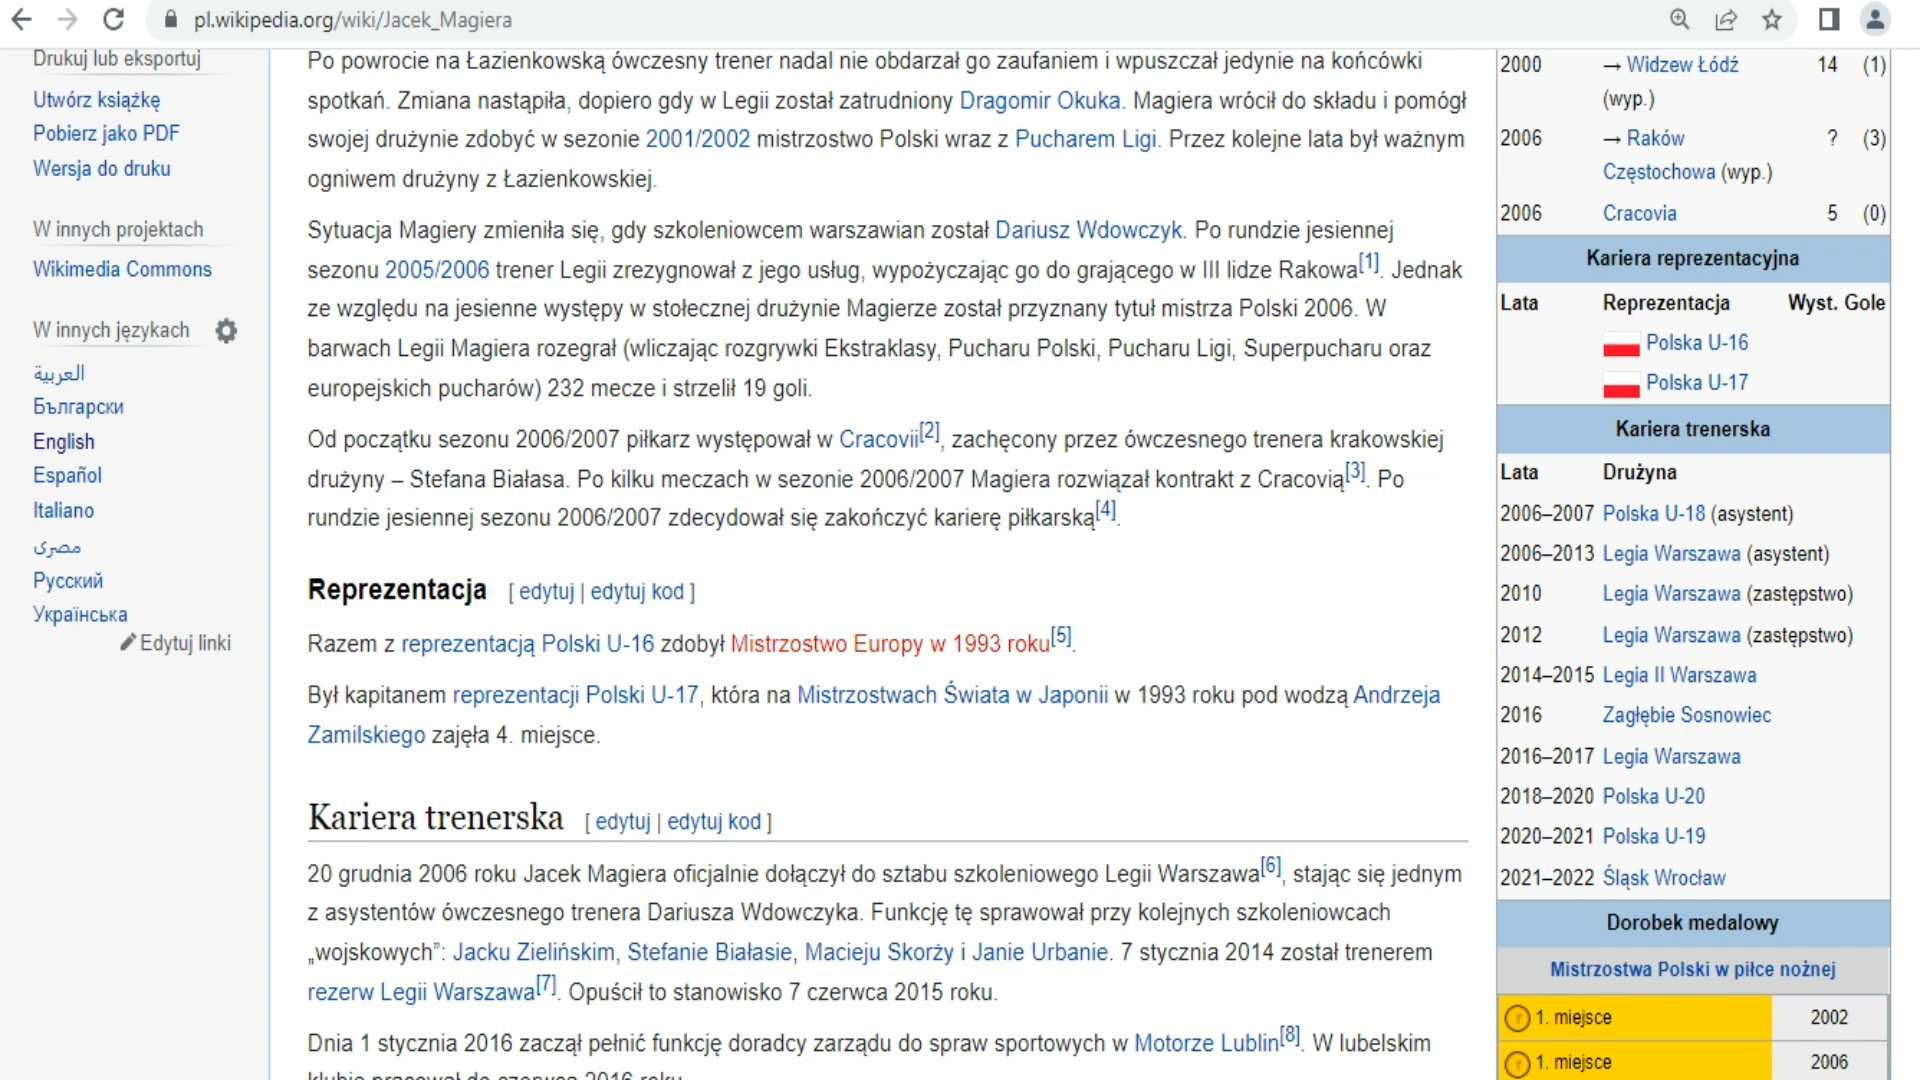 pl.wikipedia.org/wiki/Jacek_Magiera
Drukuj lub eksportuj
Utwórz książkę
Pobierz jako PDF
Wersja do druku
W innych projektach
Wikimedia Commons
W innych językach
العربية
Български
English
Español
Italiano
مصرى
Русский
Українська
Edytuj linki
Po powrocie na Łazienkowską ówczesny trener nadal nie obdarzał go zaufaniem i wpuszczał jedynie na końcówki
spotkań. Zmiana nastąpiła, dopiero gdy w Legii został zatrudniony Dragomir Okuka. Magiera wrócił do składu i pomógł
swojej drużynie zdobyć w sezonie 2001/2002 mistrzostwo Polski wraz z Pucharem Ligi. Przez kolejne lata był ważnym
ogniwem drużyny z Łazienkowskiej.
Sytuacja Magiery zmieniła się, gdy szkoleniowcem warszawian został Dariusz Wdowczyk. Po rundzie jesiennej
sezonu 2005/2006 trener Legii zrezygnował z jego usług, wypożyczając go do grającego w III lidze Rakowa[1]. Jednak
ze względu na jesienne występy w stołecznej drużynie Magierze został przyznany tytuł mistrza Polski 2006. W
barwach Legii Magiera rozegrał (wliczając rozgrywki Ekstraklasy, Pucharu Polski, Pucharu Ligi, Superpucharu oraz
europejskich pucharów) 232 mecze i strzelił 19 goli.
Od początku sezonu 2006/2007 piłkarz występował w Cracovii[2], zachęcony przez ówczesnego trenera krakowskiej
drużyny – Stefana Białasa. Po kilku meczach w sezonie 2006/2007 Magiera rozwiązał kontrakt z Cracovią[3]. Po
rundzie jesiennej sezonu 2006/2007 zdecydował się zakończyć karierę piłkarską[4].
Reprezentacja [ edytuj | edytuj kod ]
Razem z reprezentacją Polski U-16 zdobył Mistrzostwo Europy w 1993 roku[5].
Był kapitanem reprezentacji Polski U-17, która na Mistrzostwach Świata w Japonii w 1993 roku pod wodzą Andrzeja
Zamilskiego zajęła 4. miejsce.
Kariera trenerska [ edytuj | edytuj kod ]
20 grudnia 2006 roku Jacek Magiera oficjalnie dołączył do sztabu szkoleniowego Legii Warszawa[6], stając się jednym
z asystentów ówczesnego trenera Dariusza Wdowczyka. Funkcję tę sprawował przy kolejnych szkoleniowcach
„wojskowych”: Jacku Zielińskim, Stefanie Białasie, Macieju Skorży i Janie Urbanie. 7 stycznia 2014 został trenerem
rezerw Legii Warszawa[7]. Opuścił to stanowisko 7 czerwca 2015 roku.
Dnia 1 stycznia 2016 zaczął pełnić funkcję doradcy zarządu do spraw sportowych w Motorze Lublin[8]. W lubelskim
klubie pracował do czerwca 2016 roku.
2000 → Widzew Łódź 14 (1)
(wyp.)
2006 → Raków ? (3)
Częstochowa (wyp.)
2006 Cracovia 5 (0)
Kariera reprezentacyjna
Lata Reprezentacja Wyst. Gole
Polska U-16
Polska U-17
Kariera trenerska
Lata Drużyna
2006–2007 Polska U-18 (asystent)
2006–2013 Legia Warszawa (asystent)
2010 Legia Warszawa (zastępstwo)
2012 Legia Warszawa (zastępstwo)
2014–2015 Legia II Warszawa
2016 Zagłębie Sosnowiec
2016–2017 Legia Warszawa
2018–2020 Polska U-20
2020–2021 Polska U-19
2021–2022 Śląsk Wrocław
Dorobek medalowy
Mistrzostwa Polski w piłce nożnej
1. miejsce 2002
1. miejsce 2006